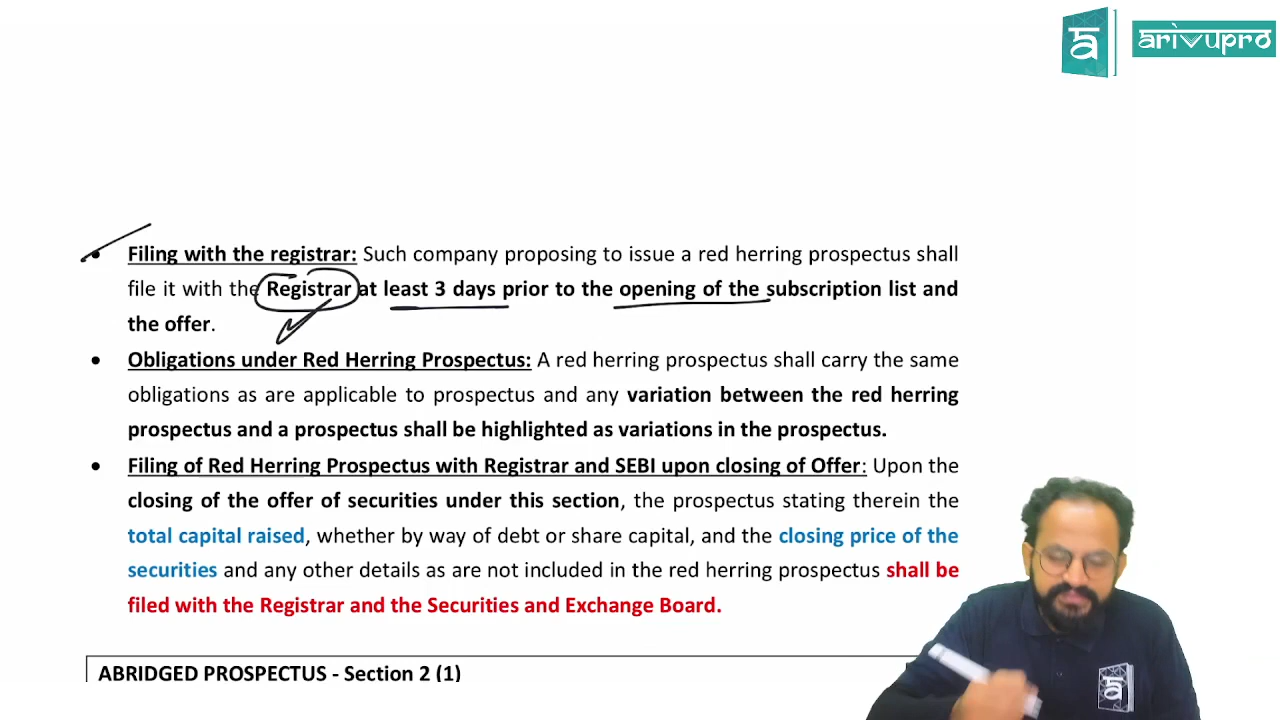 arivupro
Filing with the registrar: Such company proposing to issue a red herring prospectus shall
file it with the Registrar at least 3 days prior to the opening of the subscription list and
the offer.
Obligations under Red Herring Prospectus: A red herring prospectus shall carry the same
obligations as are applicable to prospectus and any variation between the red herring
prospectus and a prospectus shall be highlighted as variations in the prospectus.
Filing of Red Herring Prospectus with Registrar and SEBI upon closing of Offer: Upon the
closing of the offer of securities under this section, the prospectus stating therein the
total capital raised, whether by way of debt or share capital, and the closing price of the
securities and any other details as are not included in the red herring prospectus shall be
filed with the Registrar and the Securities and Exchange Board.
ABRIDGED PROSPECTUS - Section 2 (1)